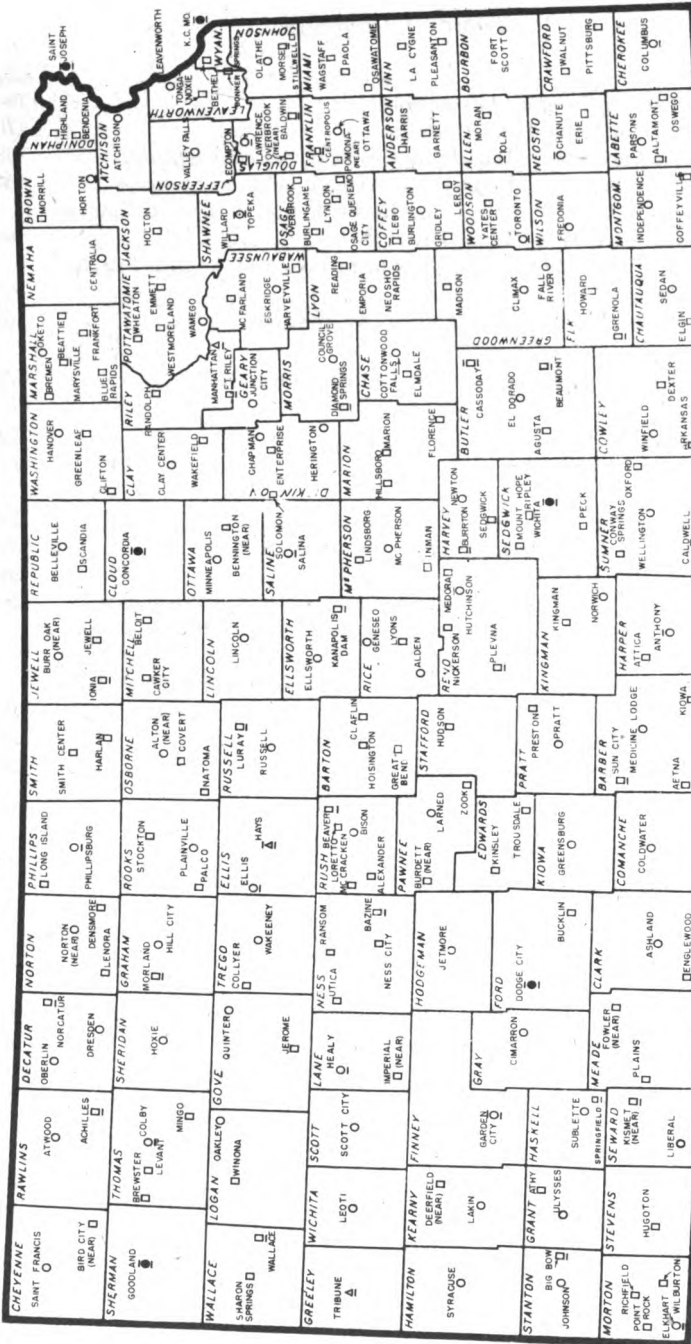 CHEYENNE
SAINT FRANCIS
BIRD CITY
(NEAR)
RAWLINS
ATWOOD
ACHILLES
DECATUR
OBERLIN
NORCATUR
DRESDEN
NORTON
NORTON
(NEAR)
DENSMORE
LENORA
PHILLIPS
LONG ISLAND
PHILLIPSBURG
SMITH
SMITH CENTER
HARLAN
JEWELL
BURR OAK
(NEAR)
JEWELL
IONIA
REPUBLIC
BELLEVILLE
SCANDIA
WASHINGTON
HANOVER
GREENLEAF
CLIFTON
MARSHALL
BREMEN
OKETO
BEATTIE
MARYSVILLE
FRANKFORT
BLUE
RAPIDS
NEMAHA
CENTRALIA
BROWN
MORRILL
HORTON
DONIPHAN
HIGHLAND
BENDENIA
SAINT
JOSEPH
SHERMAN
GOODLAND
THOMAS
BREWSTER
COLBY
LEVANT
MINGO
SHERIDAN
HOXIE
GRAHAM
MORLAND
HILL CITY
ROOKS
STOCKTON
PLAINVILLE
PALCO
OSBORNE
ALTON
(NEAR)
COVERT
NATOMA
MITCHELL
BELOIT
CAWKER
CITY
CLOUD
CONCORDIA
CLAY
CLAY CENTER
WAKEFIELD
RILEY
RANDOLPH
MANHATTAN
FT RILEY
POTTAWATOMIE
WHEATON
EMMETT
WESTMORELAND
WAMEGO
JACKSON
HOLTON
ATCHISON
ATCHISON
JEFFERSON
VALLEY FALLS
LEAVENWORTH
EAVENWORTH
TONGA
NOXIE
BETHEL
BONNER SPRINGS
WYAN.
K.C. MO.
WALLACE
SHARON
SPRINGS
WALLACE
LOGAN
OAKLEY
WINONA
GOVE
QUINTER
JEROME
TREGO
COLLYER
WAKEENEY
ELLIS
ELLIS
HAYS
RUSSELL
LURAY
RUSSELL
LINCOLN
LINCOLN
OTTAWA
MINNEAPOLIS
BENNINGTON
(NEAR)
SALINE
SOLOMON
SALINA
CHAPMAN
ENTERPRISE
HERINGTON
GEARY
JUNCTION
CITY
WABAUNSEE
MC FARLAND
ESKRIDGE
HARVEYVILLE
SHAWNEE
WILLARD
TOPEKA
DOUGLAS
ECOMPTON
LAWRENCE
OVERBROOK
(NEAR)
BALDWIN
JOHNSON
OLATHE
MORSE
STILLWELL
GREELEY
TRIBUNE
WICHITA
LEOTI
SCOTT
SCOTT CITY
LANE
HEALY
IMPERIAL
(NEAR)
NESS
RANSOM
UTICA
BAZINE
NESS CITY
RUSH
BEAVER
LORETTO
MC CRACKEN
BISON
ALEXANDER
BARTON
CLAFLIN
HOISINGTON
GREAT
BEND
ELLSWORTH
ELLSWORTH
KANAPOLIS
DAM
RICE
GENESEO
LYONS
ALDEN
McPHERSON
LINDSBORG
MC PHERSON
INMAN
MARION
HILLSBORO
MARION
FLORENCE
MORRIS
COUNCIL
GROVE
DIAMOND
SPRINGS
CHASE
COTTONWOOD
FALLS
ELMDALE
LYON
READING
EMPORIA
NEOSHO
RAPIDS
OSAGE
OVERBROOK
BURLINGAME
LYNDON
OSAGE
CITY
QUENEMO
FRANKLIN
CENTROPOLIS
POMONA
(NEAR)
OTTAWA
MIAMI
WAGSTAFF
PAOLA
OSAWATOMIE
HAMILTON
SYRACUSE
KEARNY
DEERFIELD
(NEAR)
LAKIN
FINNEY
GARDEN
CITY
GRAY
CIMARRON
HODGEMAN
JETMORE
PAWNEE
BURDETT
(NEAR)
LARNED
ZOOK
STAFFORD
HUDSON
RENO
NICKERSON
MEDORA
HUTCHINSON
PLEVNA
HARVEY
NEWTON
BURRTON
SEDGWICK
BUTLER
CASSODAY
EL DORADO
AGUSTA
BEAUMONT
GREENWOOD
MADISON
CLIMAX
FALL
RIVER
COFFEY
LEBO
BURLINGTON
GRIDLEY
LEROY
ANDERSON
HARRIS
GARNETT
LINN
LA CYGNE
PLEASANTON
STANTON
BIG BOW
JOHNSON
GRANT
ATHY
ULYSSES
HASKELL
SUBLETTE
SPRINGFIELD
FORD
DODGE CITY
BUCKLIN
EDWARDS
KINSLEY
TROUSDALE
KIOWA
GREENSBURG
PRATT
PRESTON
PRATT
KINGMAN
KINGMAN
NORWICH
SEDGWICK
MOUNT HOPE
RIPLEY
WICHITA
PECK
WOODSON
YATES
CENTER
TORONTO
ALLEN
MORAN
IOLA
BOURBON
FORT
SCOTT
MORTON
RICHFIELD
POINT
ROCK
ELKHART
WILBURTON
STEVENS
HUGOTON
SEWARD
KISMET
(NEAR)
LIBERAL
MEADE
FOWLER
(NEAR)
PLAINS
CLARK
ASHLAND
ENGLEWOOD
COMANCHE
COLDWATER
BARBER
SUN CITY
MEDICINE LODGE
AETNA
KIOWA
HARPER
ATTICA
ANTHONY
SUMNER
CONWAY
SPRINGS
OXFORD
WELLINGTON
CALDWELL
COWLEY
WINFIELD
DEXTER
ARKANSAS
ELK
HOWARD
GRENOLA
CHAUTAUQUA
SEDAN
ELGIN
WILSON
FREDONIA
MONTGOM.
INDEPENDENCE
COFFEYVILLE
NEOSHO
CHANUTE
ERIE
LABETTE
PARSONS
ALTAMONT
OSWEGO
CRAWFORD
WALNUT
PITTSBURG
CHEROKEE
COLUMBUS